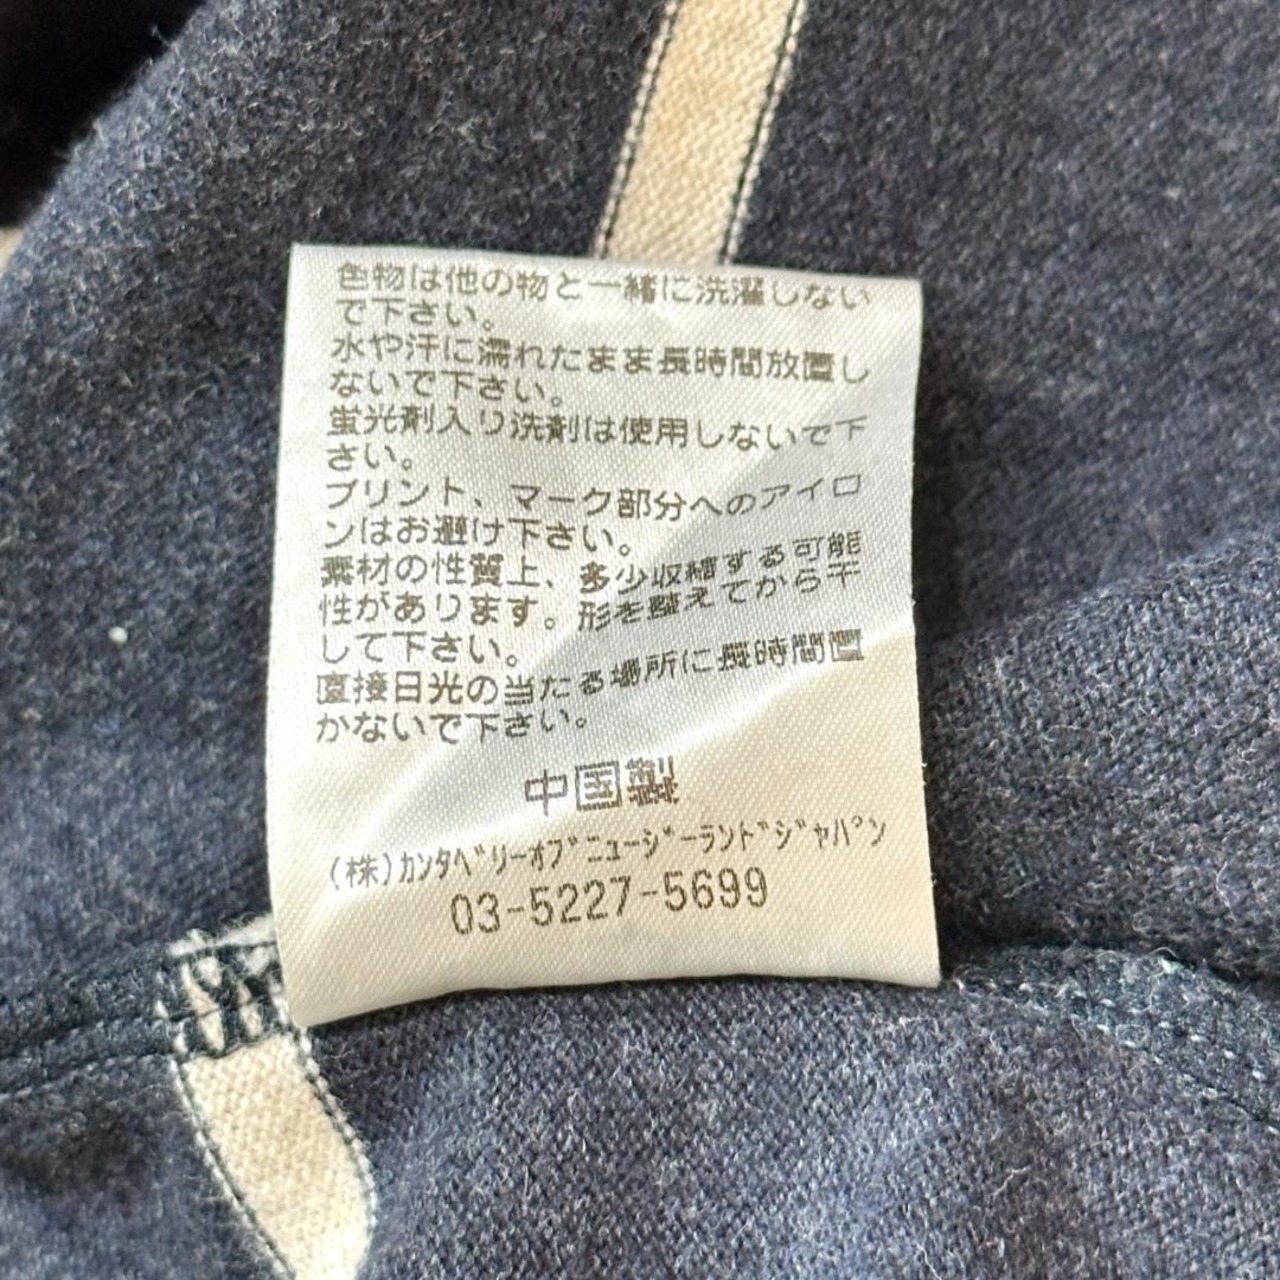 色物は他の物と一緒に洗濯しない
で下さい。
水や汗に濡れたまま長時間放置し
ないで下さい。
蛍光剤入り洗剤は使用しないで下
さい。
プリント、マーク部分へのアイロ
ンはお避け下さい。
素材の性質上、多少収縮する可能
性があります。形を整えてから干
して下さい。
直接日光の当たる場所に長時間置
かないで下さい。
中国製
(株)ｶﾝﾀﾍﾞﾘｰｵﾌﾞﾆｭｰｼﾞｰﾗﾝﾄﾞｼﾞｬﾊﾟﾝ
03-5227-5699